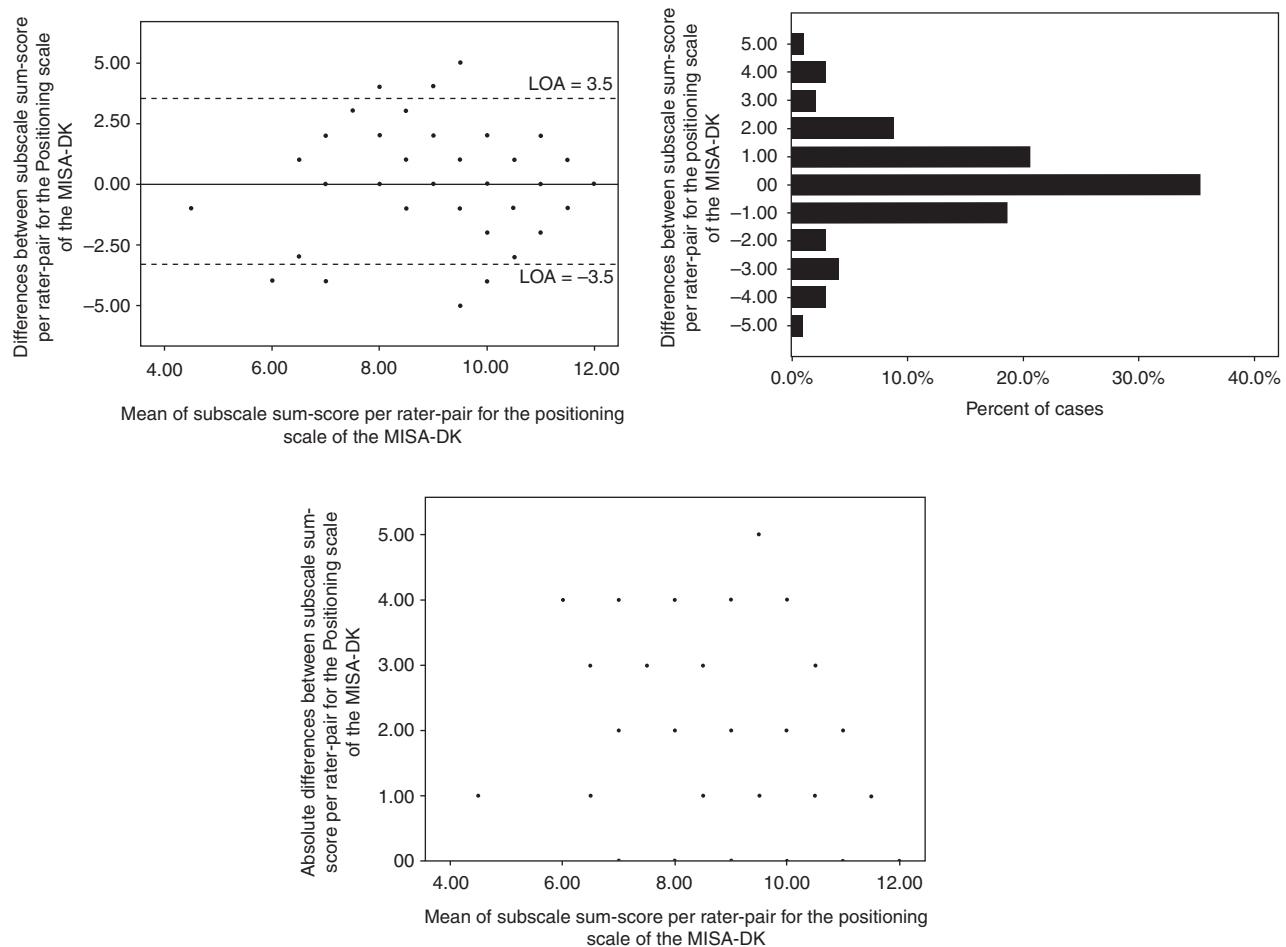 Differences between subscale sum-score
per rater-pair for the Positioning scale
of the MISA-DK
5.00
2.50
0.00
–2.50
–5.00
LOA = 3.5
LOA = –3.5
4.00 6.00 8.00 10.00 12.00
Mean of subscale sum-score per rater-pair for the positioning
scale of the MISA-DK
Differences between subscale sum-score
per rater-pair for the positioning scale
of the MISA-DK
5.00
4.00
3.00
2.00
1.00
00
–1.00
–2.00
–3.00
–4.00
–5.00
0.0% 10.0% 20.0% 30.0% 40.0%
Percent of cases
Absolute differences between subscale sum-
score per rater-pair for the Positioning scale
of the MISA-DK
5.00
4.00
3.00
2.00
1.00
00
4.00 6.00 8.00 10.00 12.00
Mean of subscale sum-score per rater-pair for the positioning
scale of the MISA-DK